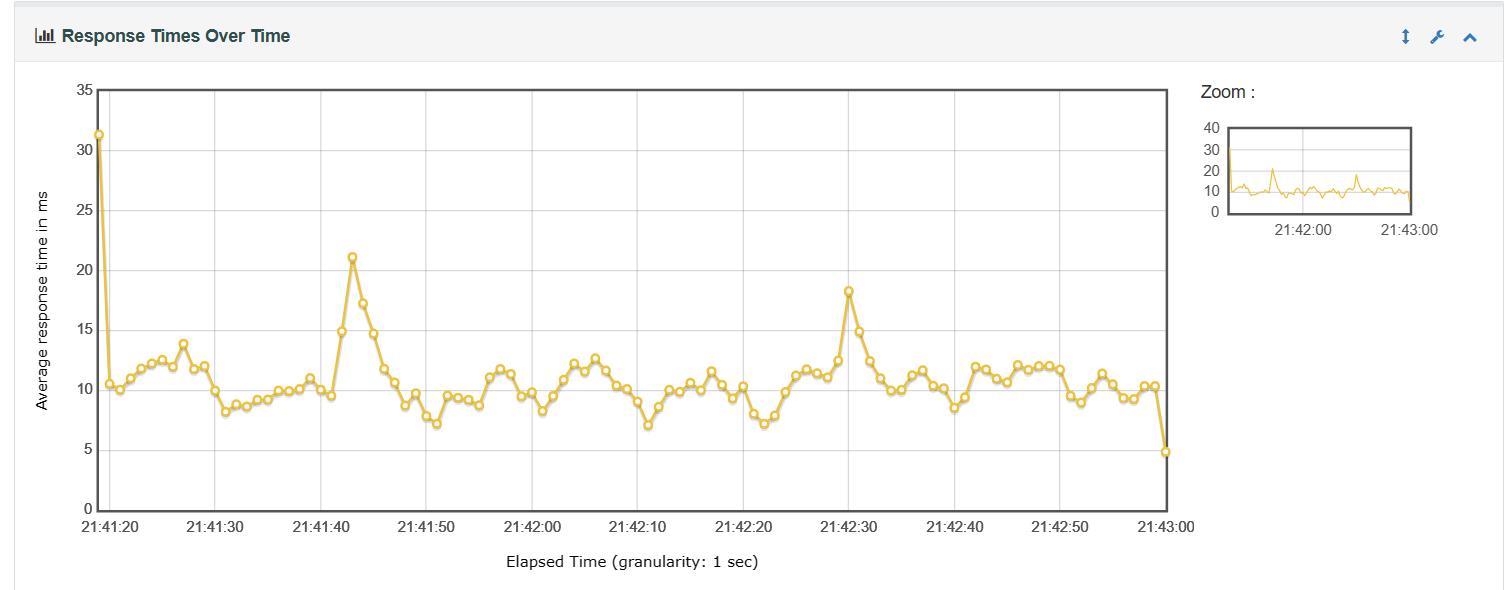 Response Times Over Time
35
30
25
20
15
10
5
0
Average response time in ms
21:41:20 21:41:30 21:41:40 21:41:50 21:42:00 21:42:10 21:42:20 21:42:30 21:42:40 21:42:50 21:43:00
Elapsed Time (granularity: 1 sec)
Zoom :
40
30
20
10
0
21:42:00 21:43:00